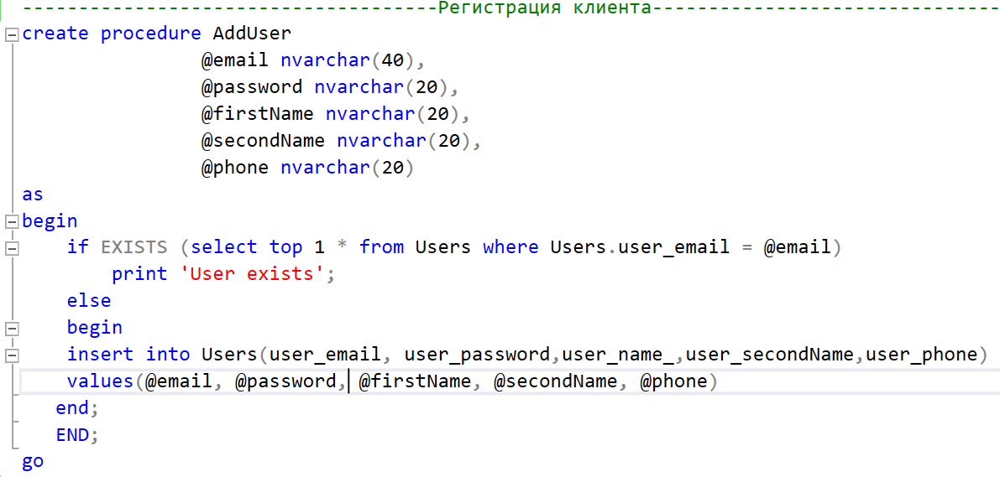 -------------------------------------Регистрация клиента-------------------------------
create procedure AddUser
@email nvarchar(40),
@password nvarchar(20),
@firstName nvarchar(20),
@secondName nvarchar(20),
@phone nvarchar(20)
as
begin
if EXISTS (select top 1 * from Users where Users.user_email = @email)
print 'User exists';
else
begin
insert into Users(user_email, user_password,user_name_,user_secondName,user_phone)
values(@email, @password, @firstName, @secondName, @phone)
end;
END;
go